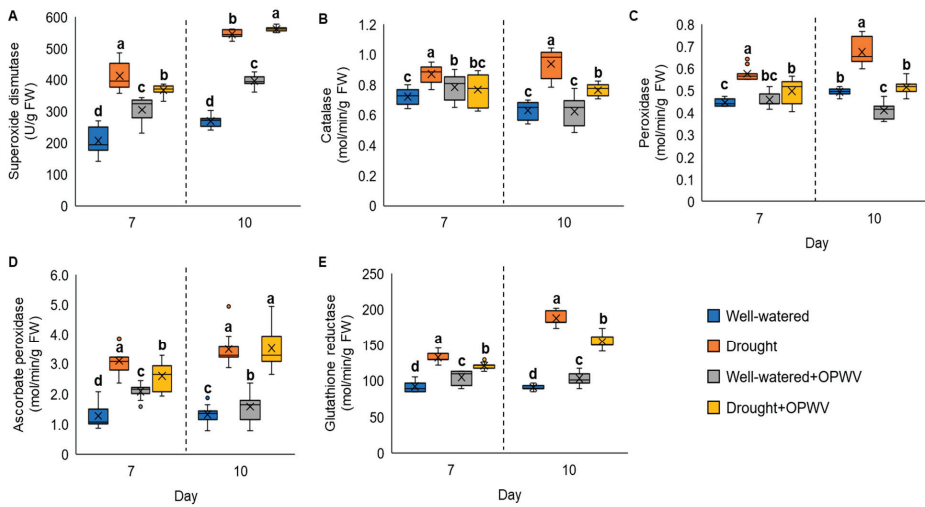 A
Superoxide dismutase
(U/g FW)
600
500
400
300
200
100
0
d
a
c
c
d
b
c
a
7
10
B
Catalase
(mol/min/g FW)
1.2
1.0
0.8
0.6
0.4
0.2
0
c
a
b
bc
c
a
c
b
7
10
C
Peroxidase
(mol/min/g FW)
0.8
0.7
0.6
0.5
0.4
0.3
0.2
0.1
0
c
a
bc
b
b
a
c
b
7
10
Day
D
Ascorbate peroxidase
(mol/min/g FW)
6.0
5.0
4.0
3.0
2.0
1.0
0.0
d
a
c
b
c
a
b
a
7
10
Day
E
Glutathione reductase
(mol/min/g FW)
250
200
150
100
50
0
d
a
c
b
d
a
c
b
7
10
Day
Well-watered
Drought
Well-watered+OPWV
Drought+OPWV